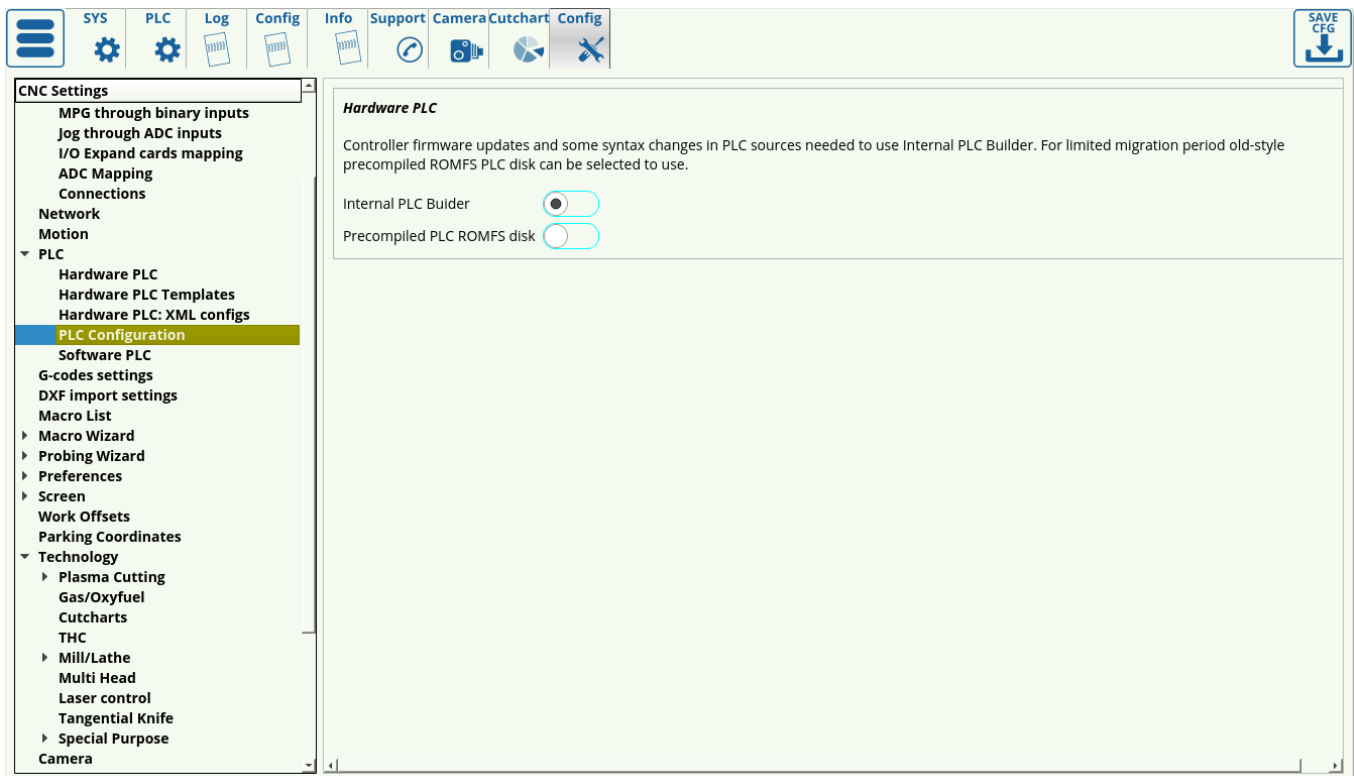 SYS PLC Log Config Info Support Camera Cutchart Config
SAVE
CFG
CNC Settings
MPG through binary inputs
Jog through ADC inputs
I/O Expand cards mapping
ADC Mapping
Connections
Network
Motion
PLC
Hardware PLC
Hardware PLC Templates
Hardware PLC: XML configs
PLC Configuration
Software PLC
G-codes settings
DXF import settings
Macro List
Macro Wizard
Probing Wizard
Preferences
Screen
Work Offsets
Parking Coordinates
Technology
Plasma Cutting
Gas/Oxyfuel
Cutcharts
THC
Mill/Lathe
Multi Head
Laser control
Tangential Knife
Special Purpose
Camera
Hardware PLC
Controller firmware updates and some syntax changes in PLC sources needed to use Internal PLC Builder. For limited migration period old-style
precompiled ROMFS PLC disk can be selected to use.
Internal PLC Buider
Precompiled PLC ROMFS disk